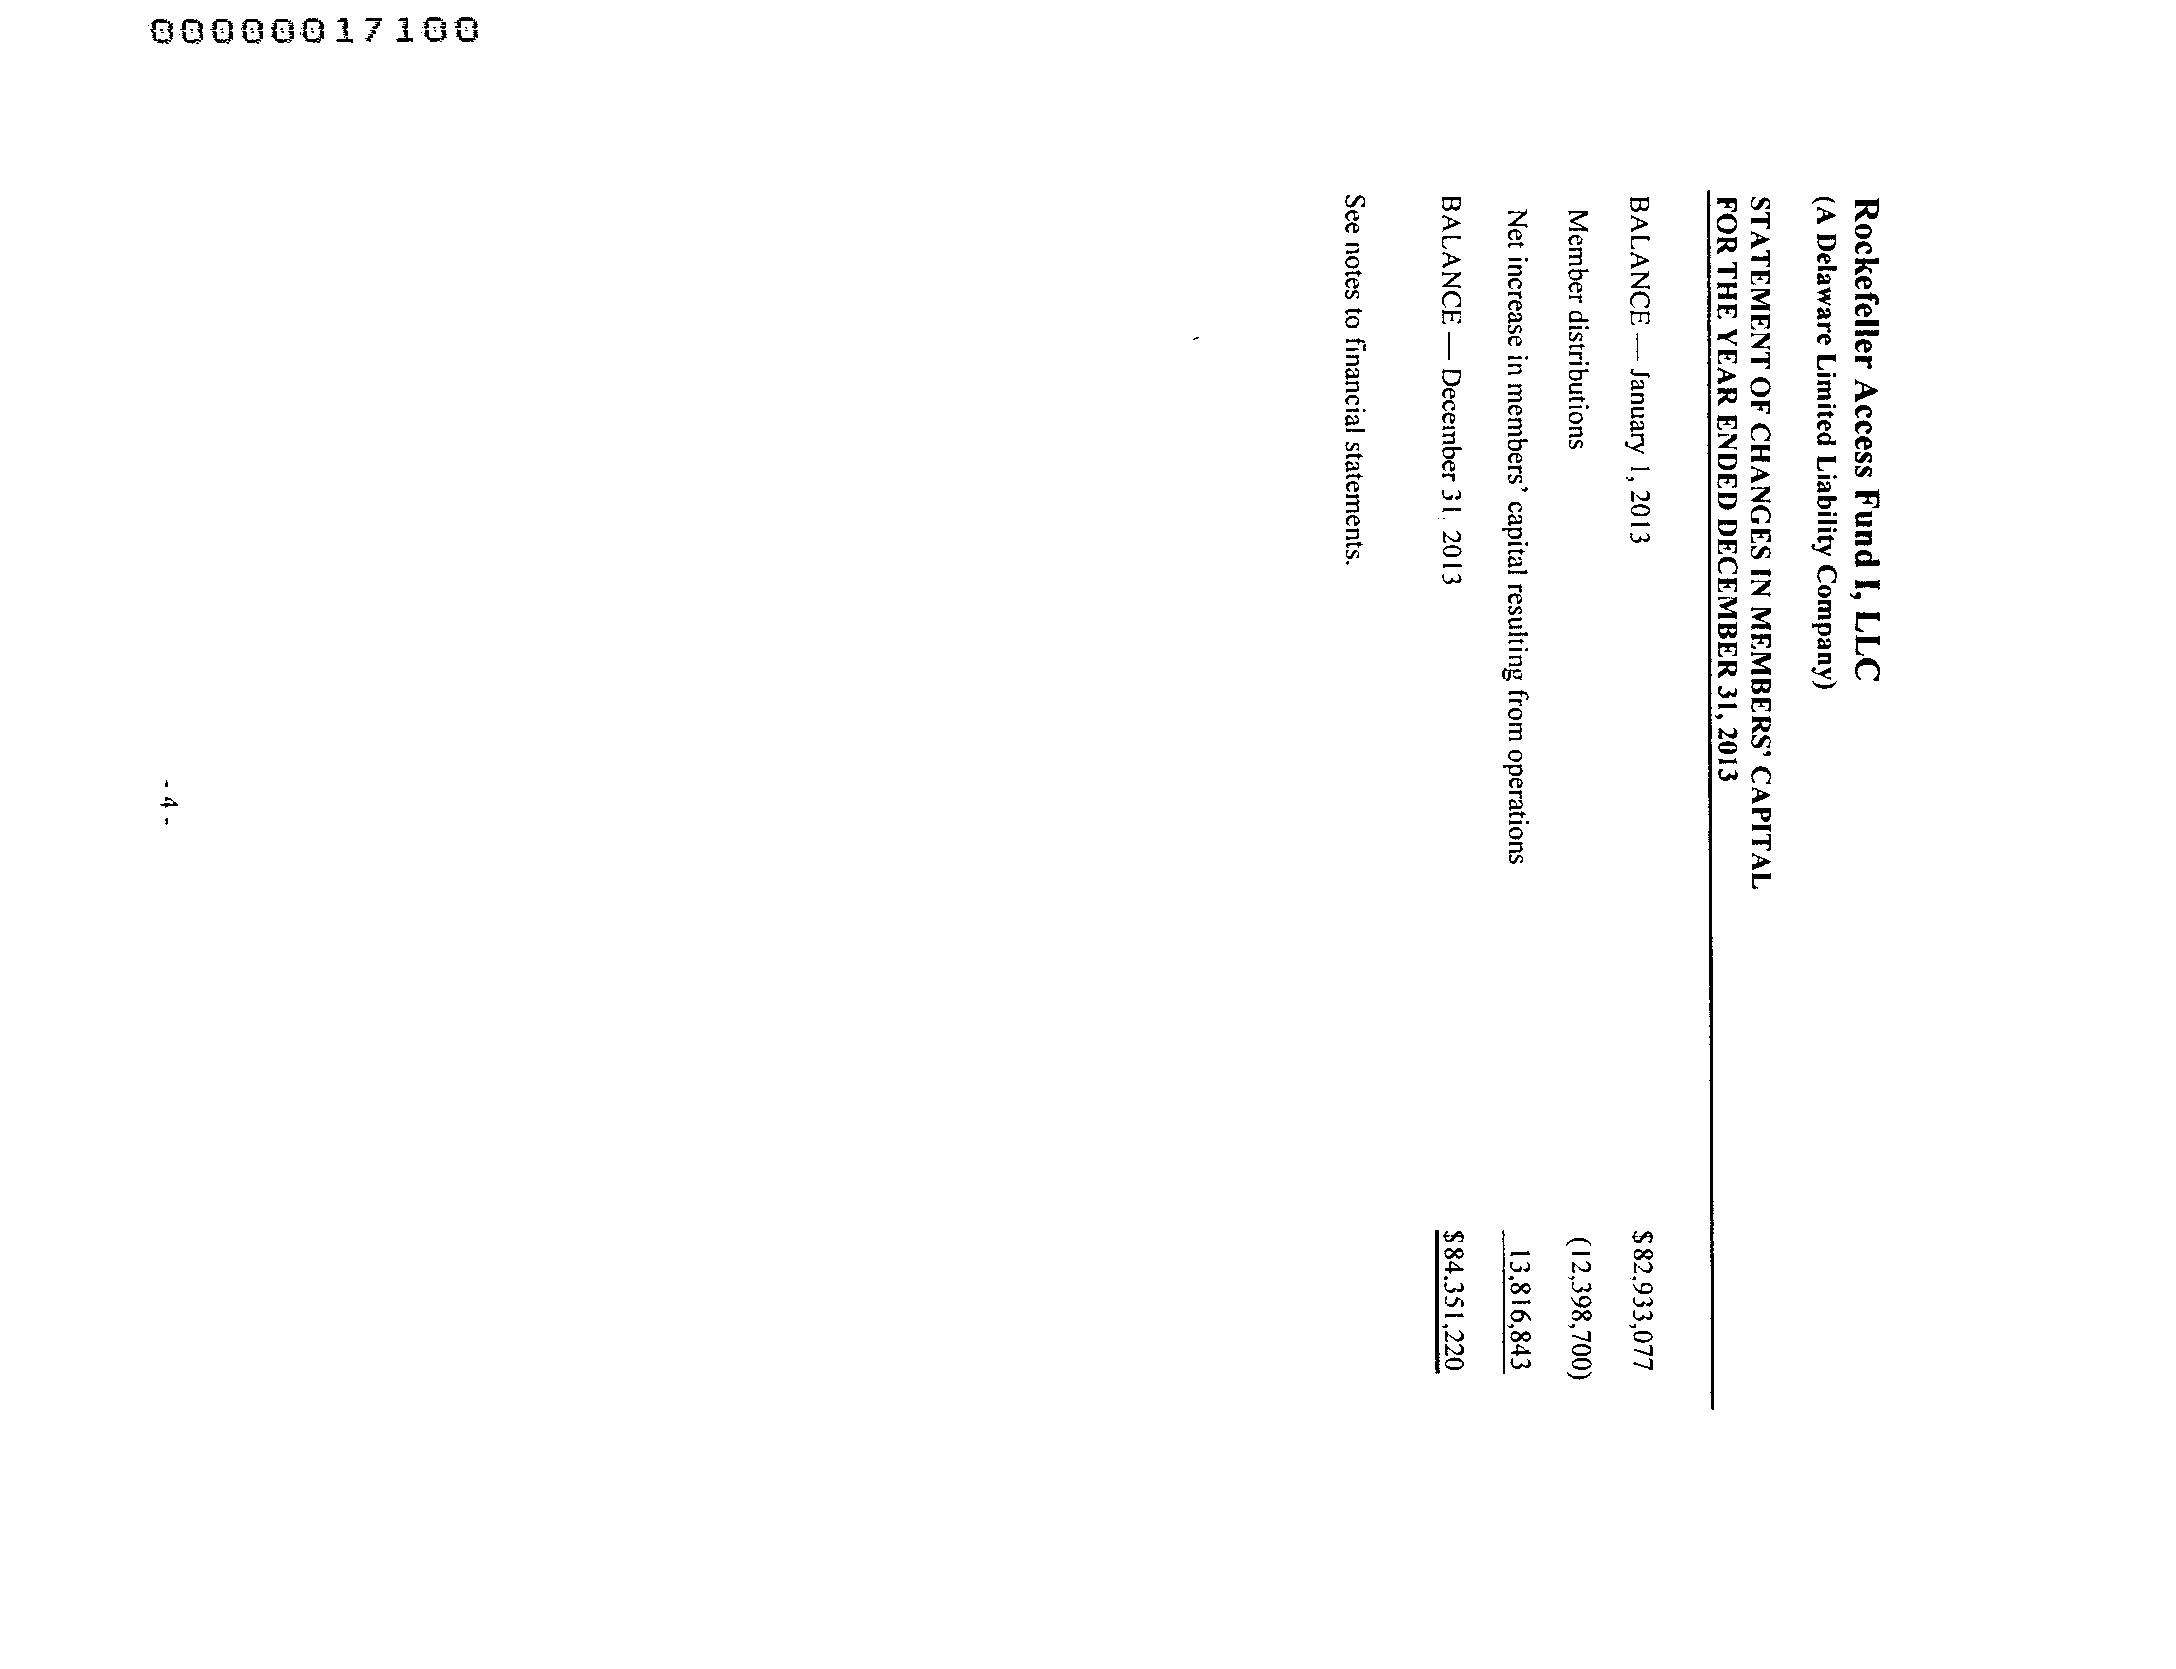 00000017100
Rockefeller Access Fund I, LLC
(A Delaware Limited Liability Company)
STATEMENT OF CHANGES IN MEMBERS' CAPITAL
FOR THE YEAR ENDED DECEMBER 31, 2013
BALANCE — January 1, 2013 $82,933,077
Member distributions (12,398,700)
Net increase in members' capital resulting from operations 13,816,843
BALANCE — December 31, 2013 $84,351,220
See notes to financial statements.
- 4 -